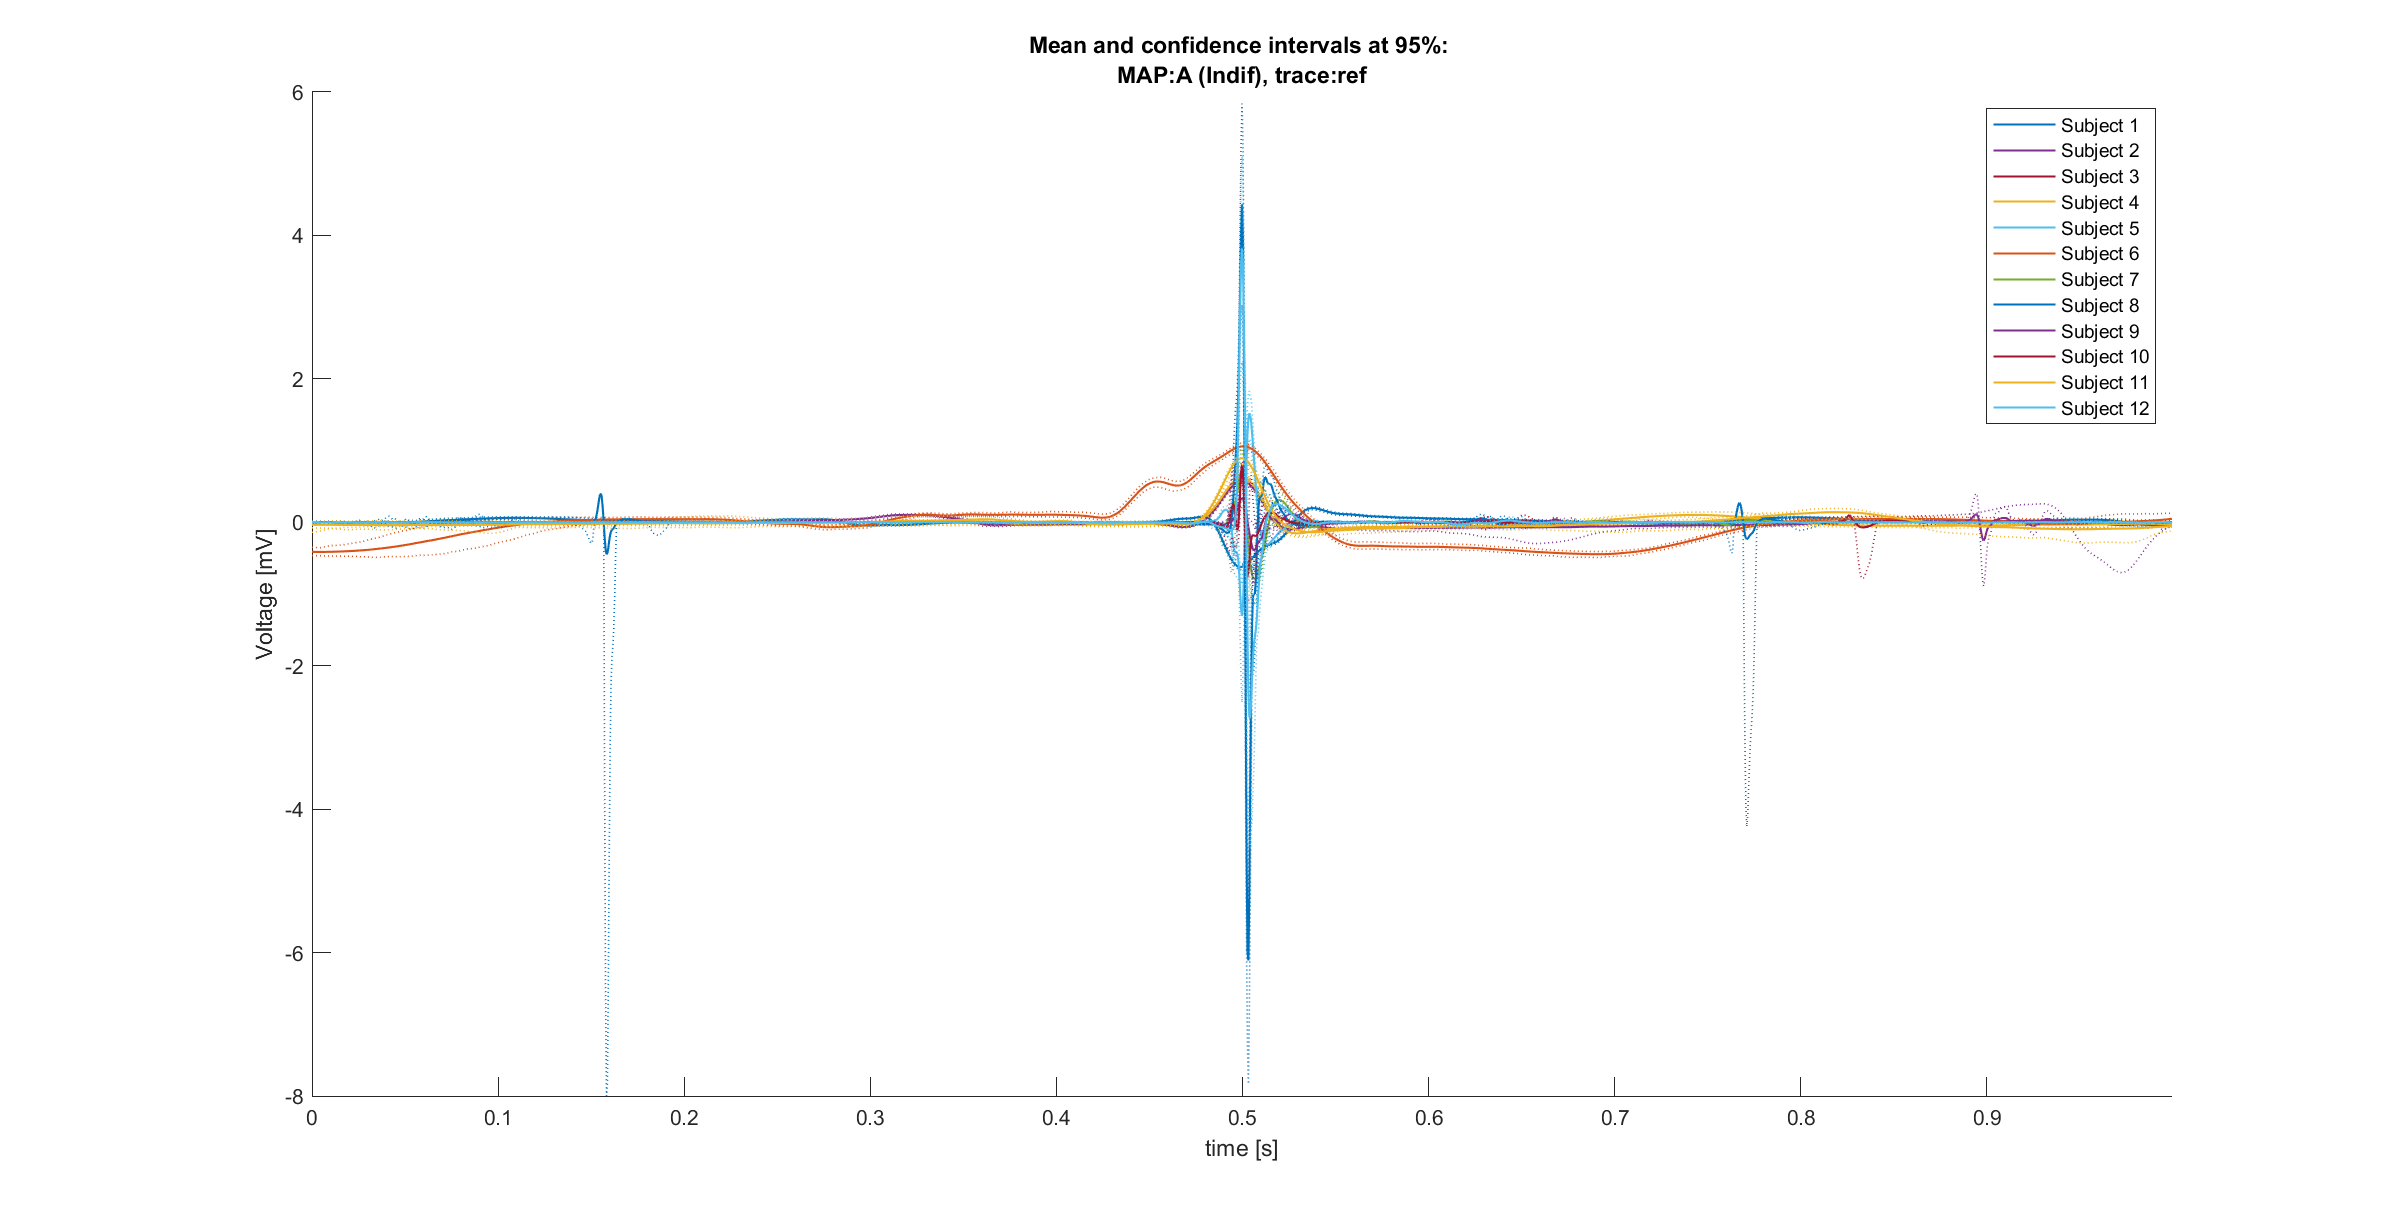 Mean and confidence intervals at 95%:
MAP:A (Indif), trace:ref
6
4
2
0
-2
-4
-6
-8
Voltage [mV]
0
0.1
0.2
0.3
0.4
0.5
0.6
0.7
0.8
0.9
time [s]
Subject 1
Subject 2
Subject 3
Subject 4
Subject 5
Subject 6
Subject 7
Subject 8
Subject 9
Subject 10
Subject 11
Subject 12